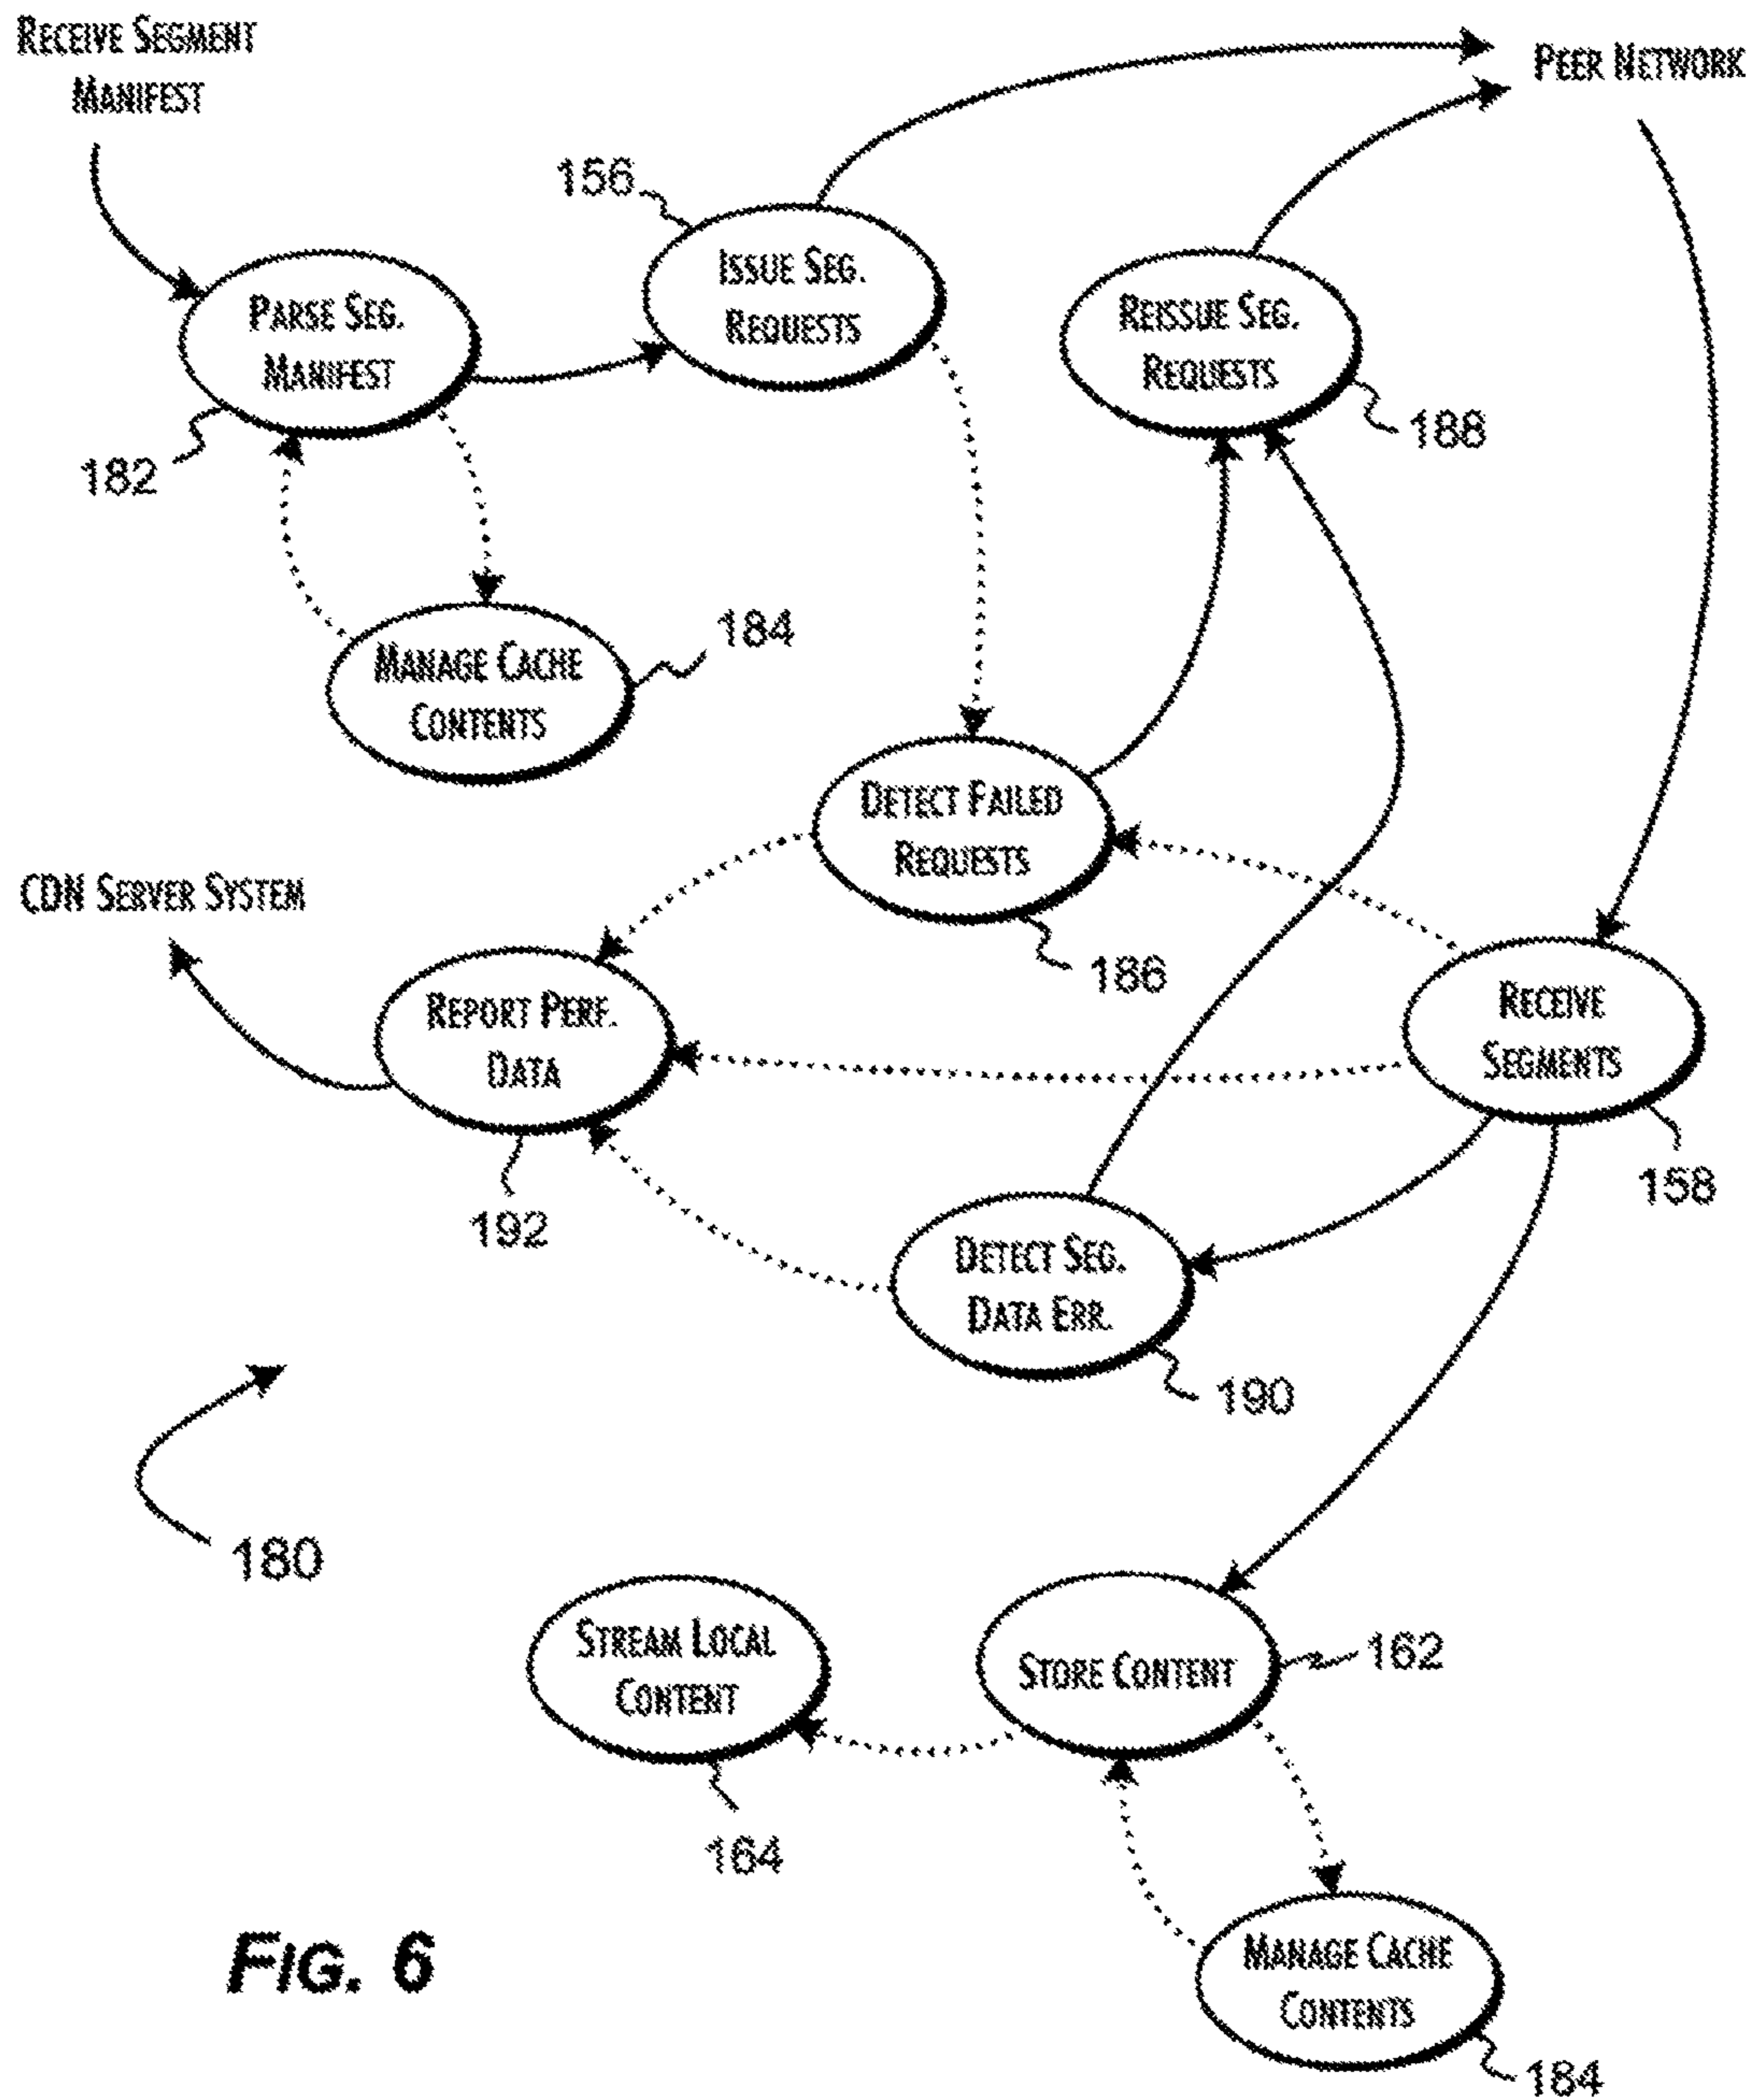 RECEIVE SEGMENT
MANIFEST
PEER NETWORK
156
ISSUE SEG.
REQUESTS
PARSE SEG.
MANIFEST
REISSUE SEG.
REQUESTS
182
188
184
MANAGE CACHE
CONTENTS
DETECT FAILED
REQUESTS
CDN SERVER SYSTEM
186
REPORT PERF.
DATA
RECEIVE
SEGMENTS
192
158
DETECT SEG.
DATA ERR.
190
180
STREAM LOCAL
CONTENT
STORE CONTENT
162
164
FIG. 6
MANAGE CACHE
CONTENTS
184